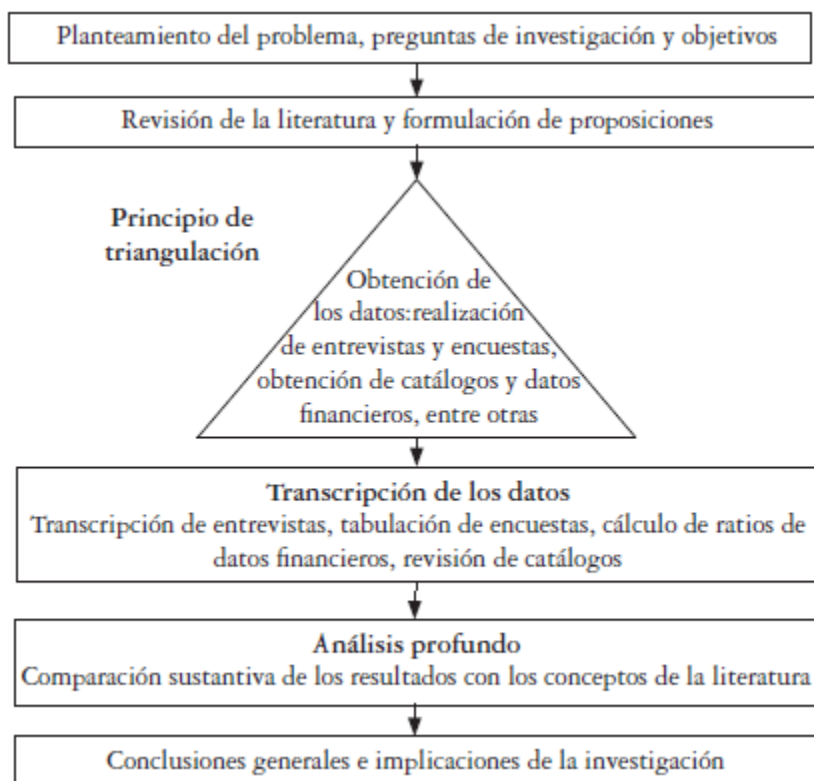 Planteamiento del problema, preguntas de investigación y objetivos
Revisión de la literatura y formulación de proposiciones
Principio de
triangulación
Obtención de
los datos:realización
de entrevistas y encuestas,
obtención de catálogos y datos
financieros, entre otras
Transcripción de los datos
Transcripción de entrevistas, tabulación de encuestas, cálculo de ratios de
datos financieros, revisión de catálogos
Análisis profundo
Comparación sustantiva de los resultados con los conceptos de la literatura
Conclusiones generales e implicaciones de la investigación